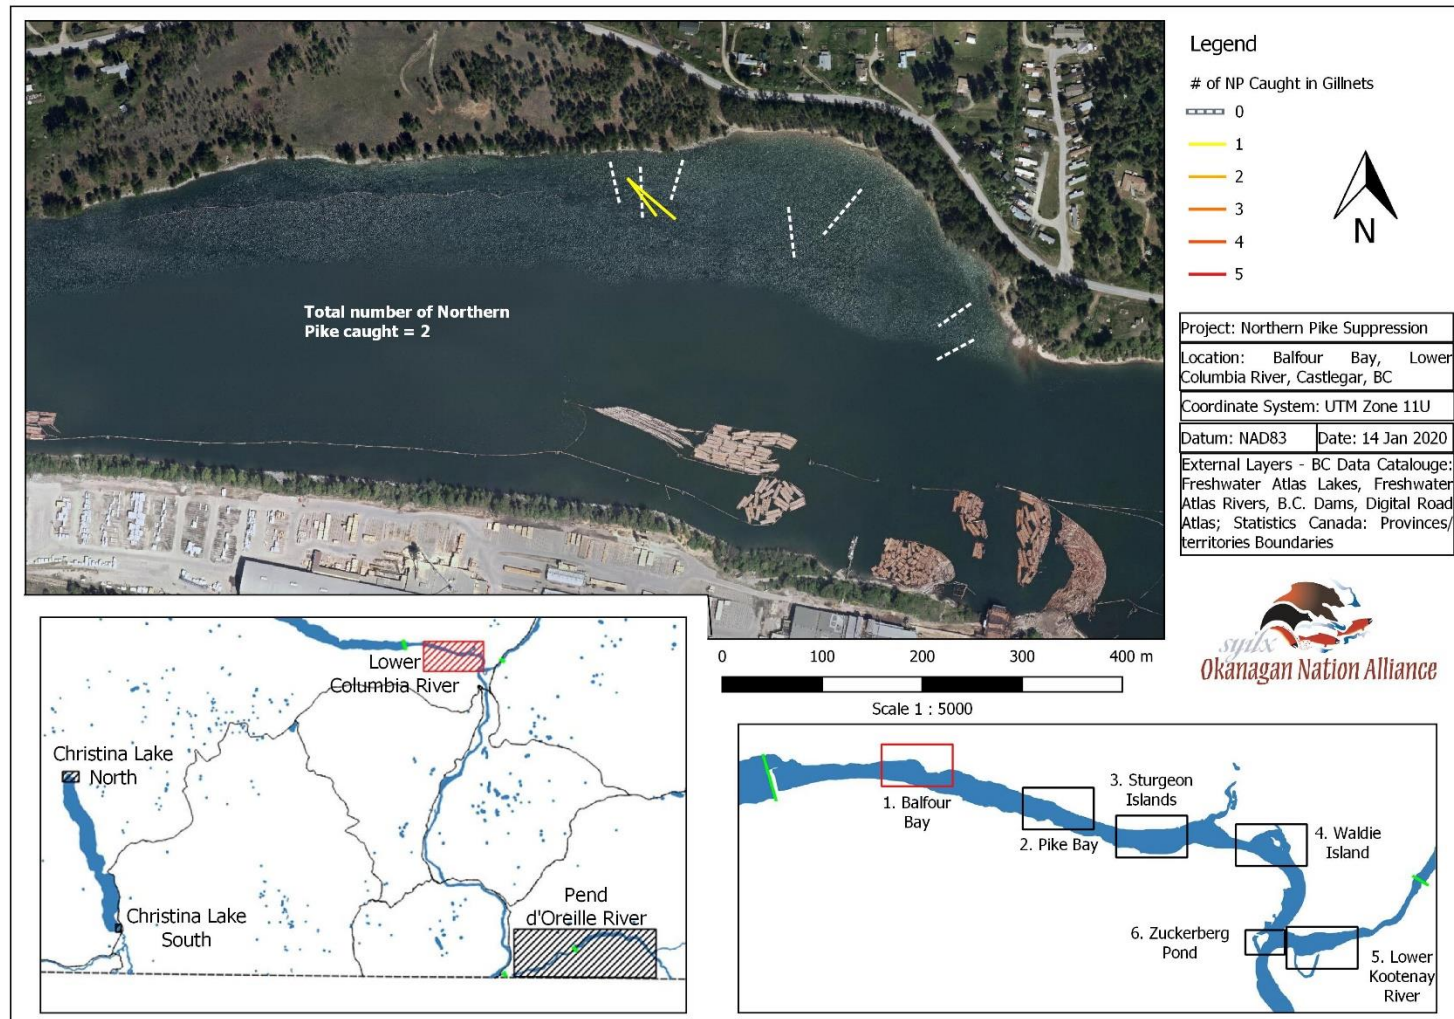 Total number of Northern
Pike caught = 2
Legend
# of NP Caught in Gillnets
0
1
2
3
4
5
N
Project: Northern Pike Suppression
Location: Balfour Bay, Lower
Columbia River, Castlegar, BC
Coordinate System: UTM Zone 11U
Datum: NAD83
Date: 14 Jan 2020
External Layers - BC Data Catalouge:
Freshwater Atlas Lakes, Freshwater
Atlas Rivers, B.C. Dams, Digital Road
Atlas; Statistics Canada: Provinces/
territories Boundaries
syilx
Okanagan Nation Alliance
0 100 200 300 400 m
Scale 1 : 5000
Lower
Columbia River
Christina Lake
North
Christina Lake
South
Pend
d'Oreille River
1. Balfour
Bay
2. Pike Bay
3. Sturgeon
Islands
4. Waldie
Island
6. Zuckerberg
Pond
5. Lower
Kootenay
River